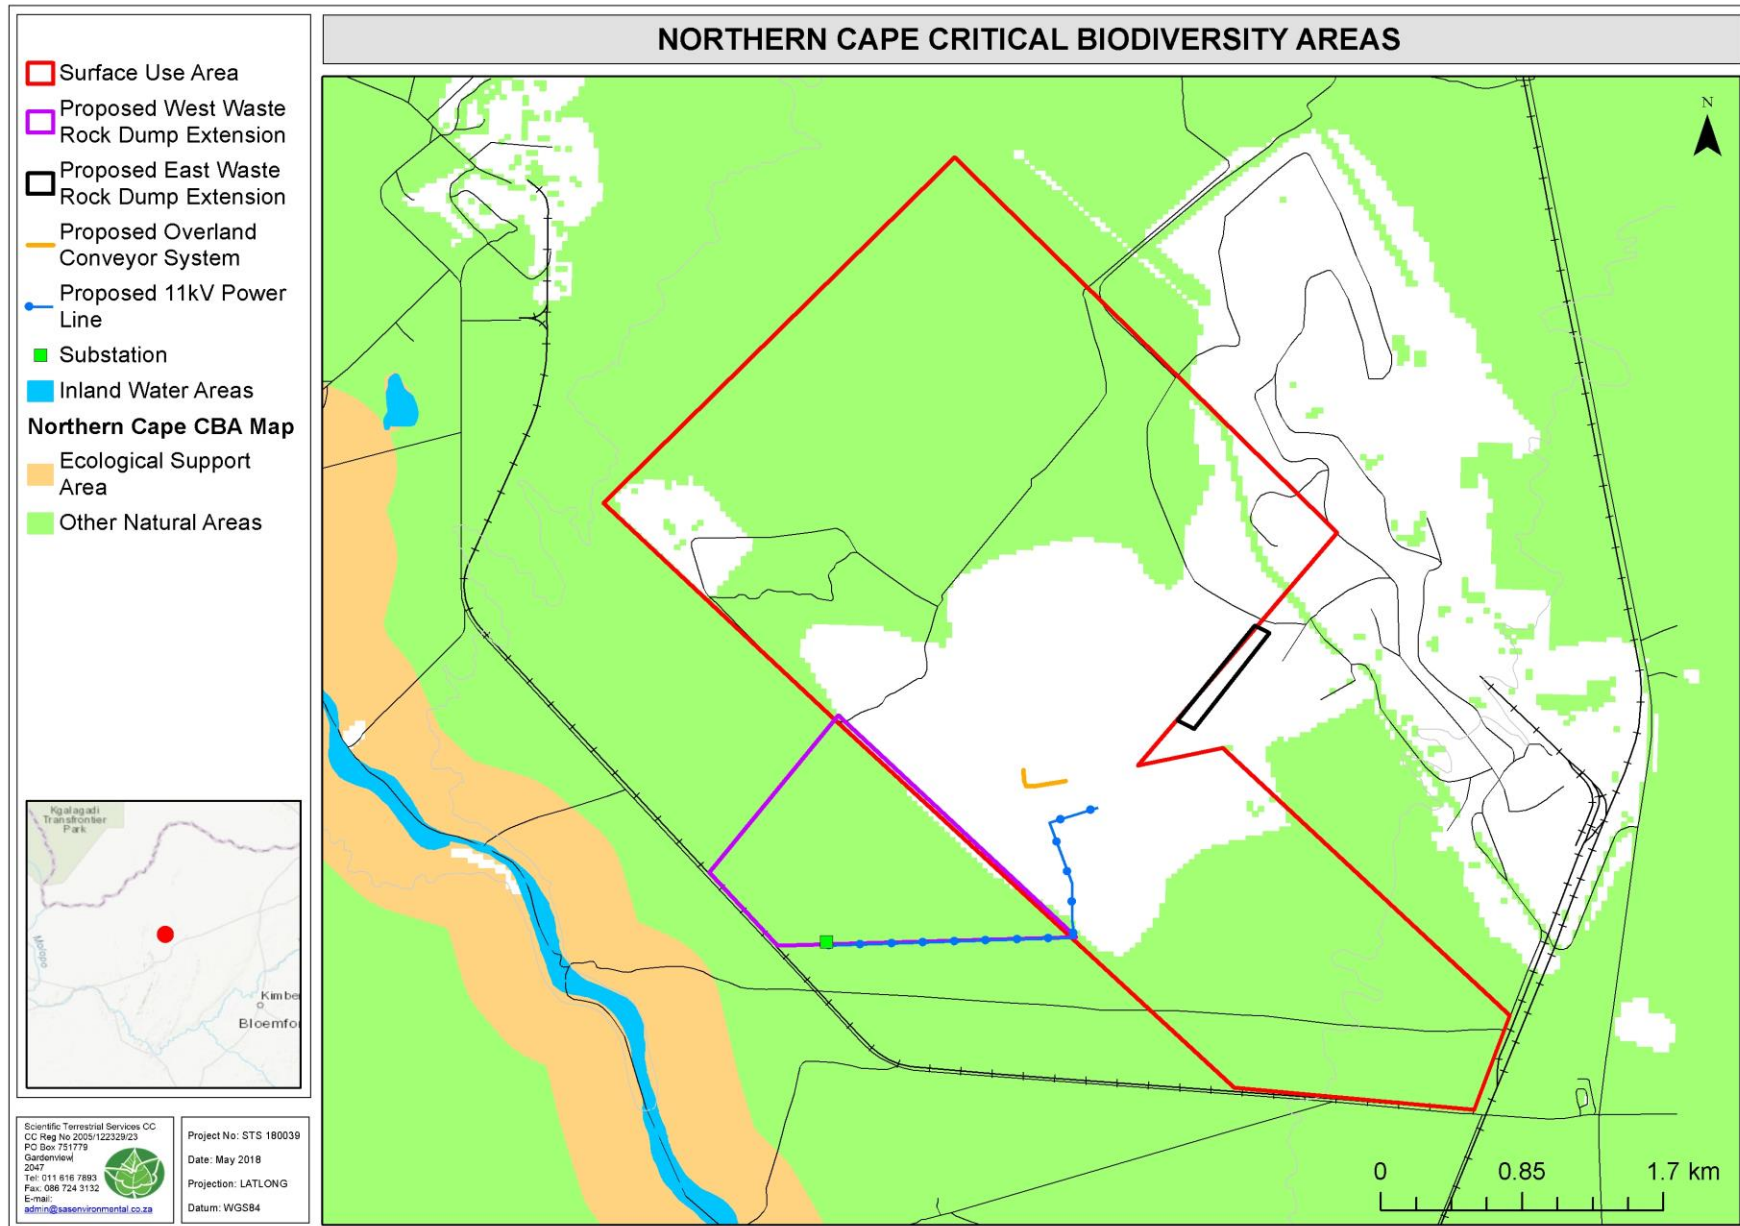 NORTHERN CAPE CRITICAL BIODIVERSITY AREAS
Surface Use Area
Proposed West Waste
Rock Dump Extension
Proposed East Waste
Rock Dump Extension
Proposed Overland
Conveyor System
Proposed 11kV Power
Line
Substation
Inland Water Areas
Northern Cape CBA Map
Ecological Support
Area
Other Natural Areas
N
Kgalagadi
Transfrontier
Park
Molopo
Kimbe
Bloemfo
Scientific Terrestrial Services CC
CC Reg No 2005/122329/23
PO Box 751779
Gardenview
2047
Tel: 011 616 7893
Fax: 086 724 3132
E-mail:
admin@sasenvironmental.co.za
Project No: STS 180039
Date: May 2018
Projection: LATLONG
Datum: WGS84
0 0.85 1.7 km